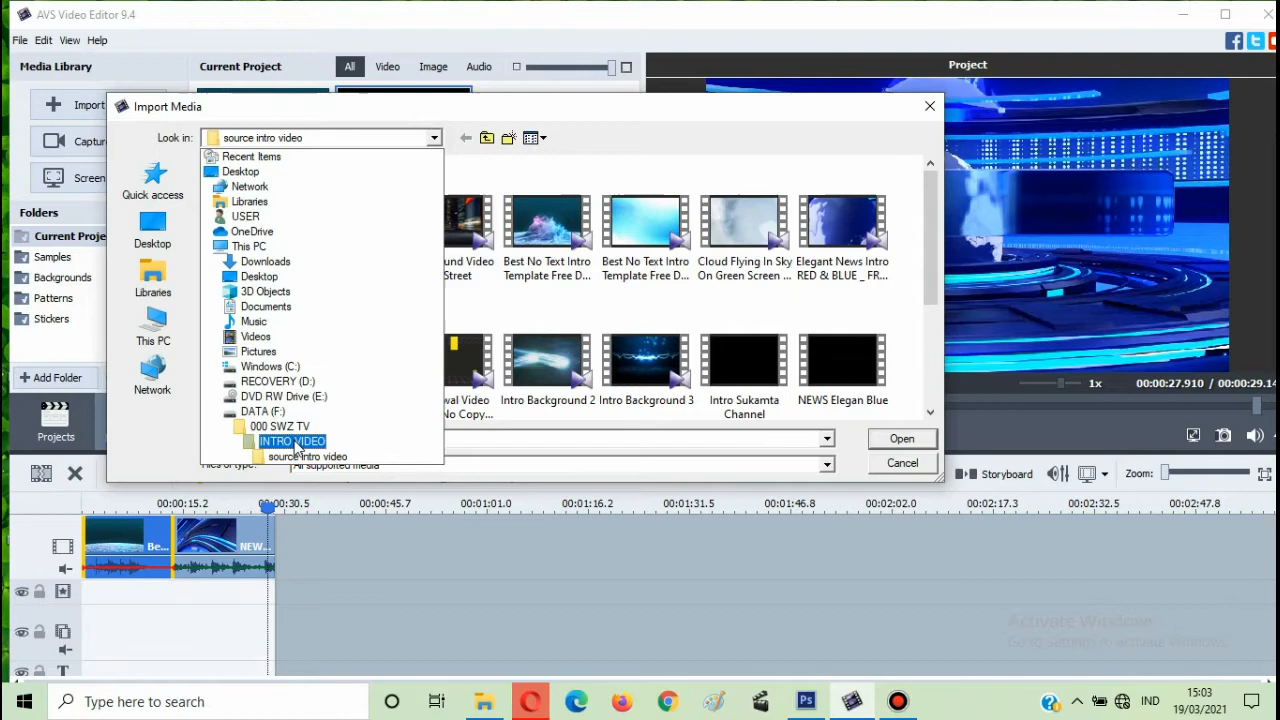 AVS Video Editor 9.4
File Edit View Help
Media Library
Current Project
All
Video
Image
Audio
Project
Import
Captu
Screen
Folders
Current Proje
Samples
Backgrounds
Patterns
Stickers
Add Folder
Projects
Import Media
Look in:
source intro video
Quick access
Desktop
Libraries
This PC
Network
Recent Items
Desktop
Network
Libraries
USER
OneDrive
This PC
Downloads
Desktop
3D Objects
Documents
Music
Videos
Pictures
Windows (C:)
RECOVERY (D:)
DVD RW Drive (E:)
DATA (F:)
000 SWZ TV
INTRO VIDEO
source intro video
ound Video
Street
Best No Text Intro
Template Free D...
Best No Text Intro
Template Free D...
Cloud Flying In Sky
On Green Screen ...
Elegant News Intro
RED & BLUE _ FR...
wal Video
No Copy...
Intro Background 2
Intro Background 3
Intro Sukamta
Channel
NEWS Elegan Blue
Open
Cancel
All supported media
1x
00:00:27.910 / 00:00:29.14
Storyboard
Zoom:
00:00:15.2 00:00:30.5 00:00:45.7 00:01:01.0 00:01:16.2 00:01:31.5 00:01:46.8 00:02:02.0 00:02:17.3 00:02:32.5 00:02:47.8
Be...
NEW...
T
Activate Windows
Go to Settings to activate Windows.
Type here to search
Ps
IND
15:03
19/03/2021